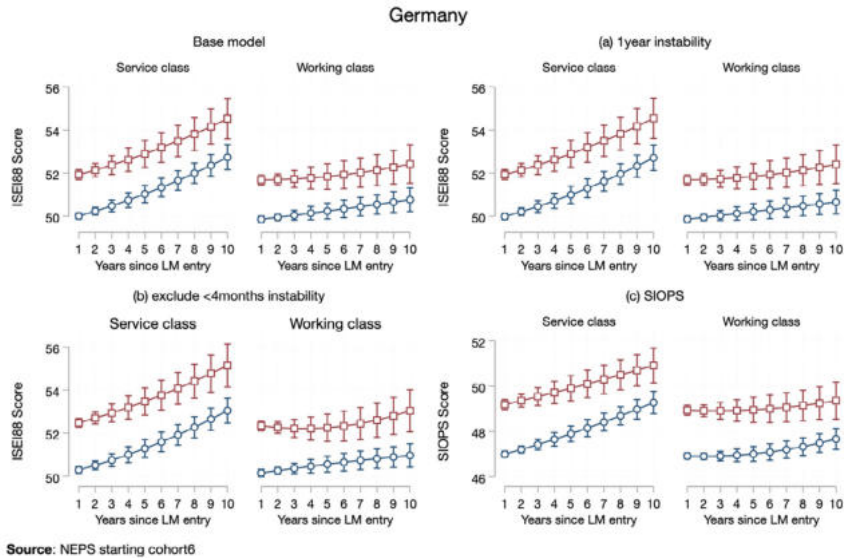 Germany
Base model
Service class
Working class
ISEI88 Score
56
54
52
50
1 2 3 4 5 6 7 8 9 10
Years since LM entry
1 2 3 4 5 6 7 8 9 10
Years since LM entry
(a) 1year instability
Service class
Working class
ISEI88 Score
56
54
52
50
1 2 3 4 5 6 7 8 9 10
Years since LM entry
1 2 3 4 5 6 7 8 9 10
Years since LM entry
(b) exclude <4months instability
Service class
Working class
ISEI88 Score
56
54
52
50
1 2 3 4 5 6 7 8 9 10
Years since LM entry
1 2 3 4 5 6 7 8 9 10
Years since LM entry
(c) SIOPS
Service class
Working class
SIOPS Score
52
50
48
46
1 2 3 4 5 6 7 8 9 10
Years since LM entry
1 2 3 4 5 6 7 8 9 10
Years since LM entry
Source: NEPS starting cohort6